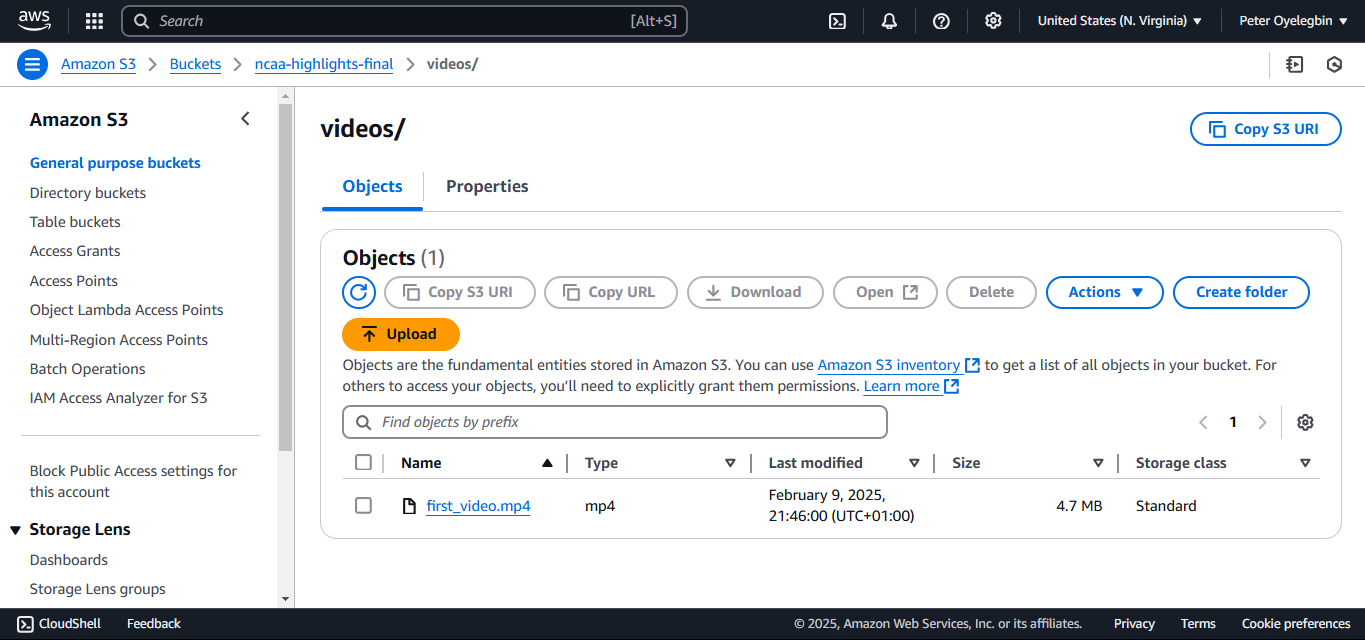 aws
Search [Alt+S]
United States (N. Virginia)
Peter Oyelegbin
Amazon S3 > Buckets > ncaa-highlights-final > videos/
Amazon S3
General purpose buckets
Directory buckets
Table buckets
Access Grants
Access Points
Object Lambda Access Points
Multi-Region Access Points
Batch Operations
IAM Access Analyzer for S3
Block Public Access settings for
this account
Storage Lens
Dashboards
Storage Lens groups
videos/
Copy S3 URI
Objects
Properties
Objects (1)
Copy S3 URI
Copy URL
Download
Open
Delete
Actions
Create folder
Upload
Objects are the fundamental entities stored in Amazon S3. You can use Amazon S3 inventory to get a list of all objects in your bucket. For
others to access your objects, you’ll need to explicitly grant them permissions. Learn more
Find objects by prefix
1
Name Type Last modified Size Storage class
first_video.mp4 mp4 February 9, 2025,
21:46:00 (UTC+01:00) 4.7 MB Standard
CloudShell Feedback © 2025, Amazon Web Services, Inc. or its affiliates. Privacy Terms Cookie preferences